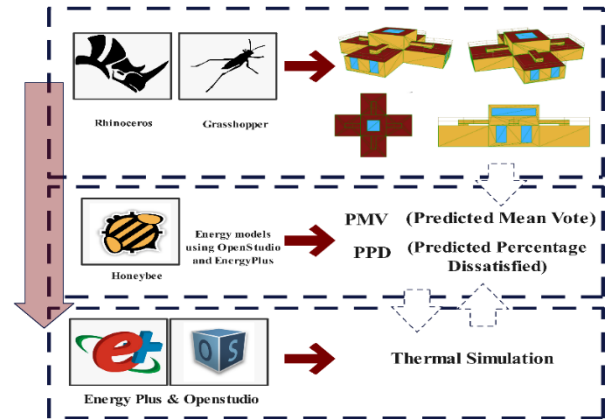 Rhinoceros
Grasshopper
Honeybee
Energy models
using OpenStudio
and EnergyPlus
PMV (Predicted Mean Vote)
PPD (Predicted Percentage
Dissatisfied)
e+
O S
Energy Plus & Openstudio
Thermal Simulation